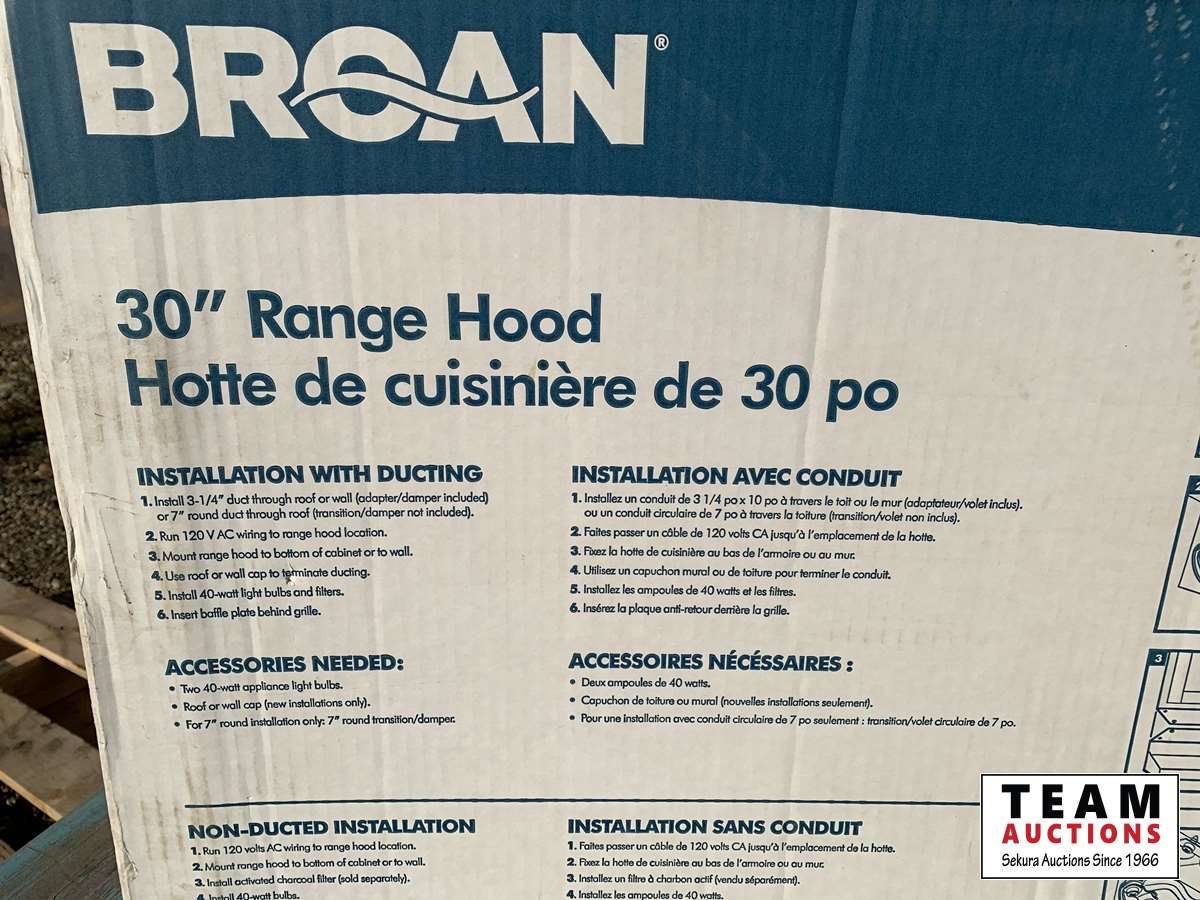 BROAN®
30" Range Hood
Hotte de cuisinière de 30 po
INSTALLATION WITH DUCTING
1. Install 3-1/4" duct through roof or wall (adapter/damper included)
or 7" round duct through roof (transition/damper not included).
2. Run 120 V AC wiring to range hood location.
3. Mount range hood to bottom of cabinet or to wall.
4. Use roof or wall cap to terminate ducting.
5. Install 40-watt light bulbs and filters.
6. Insert baffle plate behind grille.
ACCESSORIES NEEDED:
• Two 40-watt appliance light bulbs.
• Roof or wall cap (new installations only).
• For 7" round installation only: 7" round transition/damper.
INSTALLATION AVEC CONDUIT
1. Installez un conduit de 3 1/4 po x 10 po à travers le toit ou le mur (adaptateur/volet inclus).
ou un conduit circulaire de 7 po à travers la toiture (transition/volet non inclus).
2. Faites passer un câble de 120 volts CA jusqu'à l'emplacement de la hotte.
3. Fixez la hotte de cuisinière au bas de l'armoire ou au mur.
4. Utilisez un capuchon mural ou de toiture pour terminer le conduit.
5. Installez les ampoules de 40 watts et les filtres.
6. Insérez la plaque anti-retour derrière la grille.
ACCESSOIRES NÉCÉSSAIRES :
• Deux ampoules de 40 watts.
• Capuchon de toiture ou mural (nouvelles installations seulement).
• Pour une installation avec conduit circulaire de 7 po seulement : transition/volet circulaire de 7 po.
NON-DUCTED INSTALLATION
1. Run 120 volts AC wiring to range hood location.
2. Mount range hood to bottom of cabinet or to wall.
3. Install activated charcoal filter (sold separately).
4. Install 40-watt bulbs.
INSTALLATION SANS CONDUIT
1. Faites passer un câble de 120 volts CA jusqu'à l'emplacement de la hotte.
2. Fixez la hotte de cuisinière au bas de l'armoire ou au mur.
3. Installez un filtre à charbon actif (vendu séparément).
4. Installez les ampoules de 40 watts.
2
3
TEAM
AUCTIONS
Sekura Auctions Since 1966